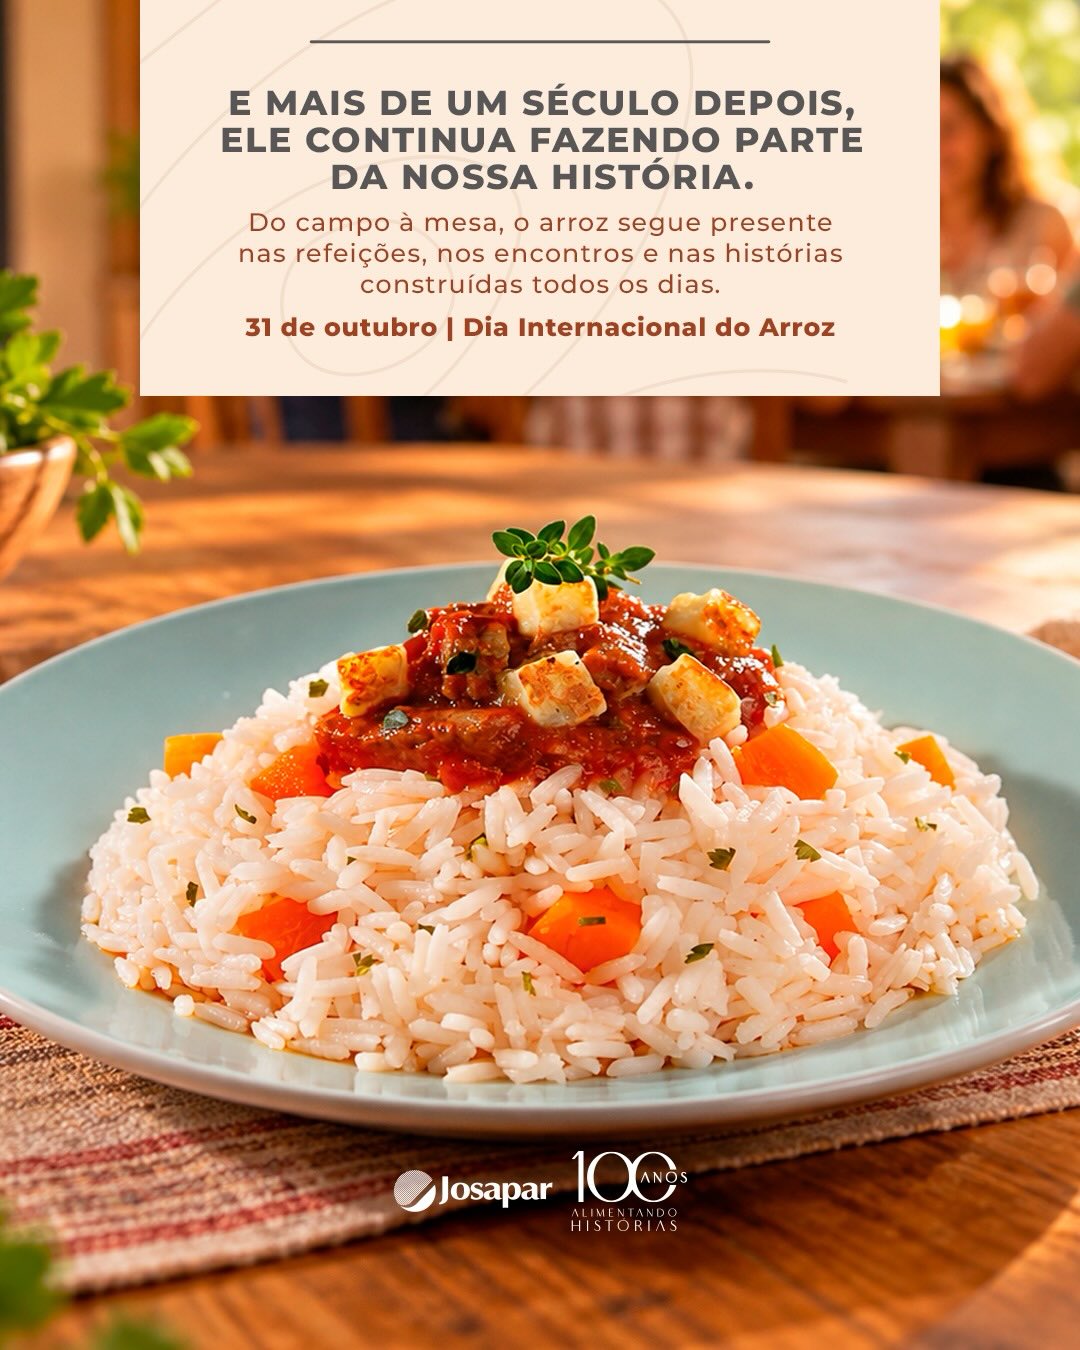 E MAIS DE UM SÉCULO DEPOIS,
ELE CONTINUA FAZENDO PARTE
DA NOSSA HISTÓRIA.
Do campo à mesa, o arroz segue presente
nas refeições, nos encontros e nas histórias
construídas todos os dias.
31 de outubro | Dia Internacional do Arroz
Josapar
100 ANOS
ALIMENTANDO
HISTÓRIAS